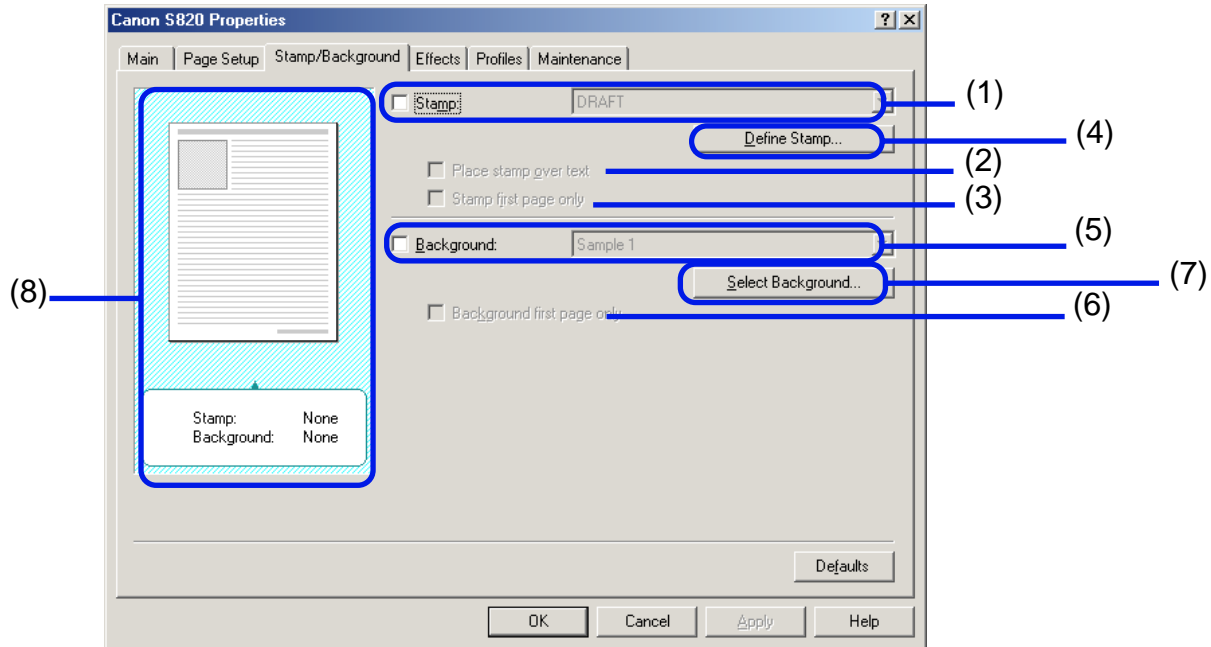 Canon S820 Properties
Main Page Setup Stamp/Background Effects Profiles Maintenance
Stamp: DRAFT (1)
Define Stamp... (4)
Place stamp over text (2)
Stamp first page only (3)
Background: Sample 1 (5)
Select Background... (7)
(8)
Background first page only (6)
Stamp: None
Background: None
Defaults
OK Cancel Apply Help